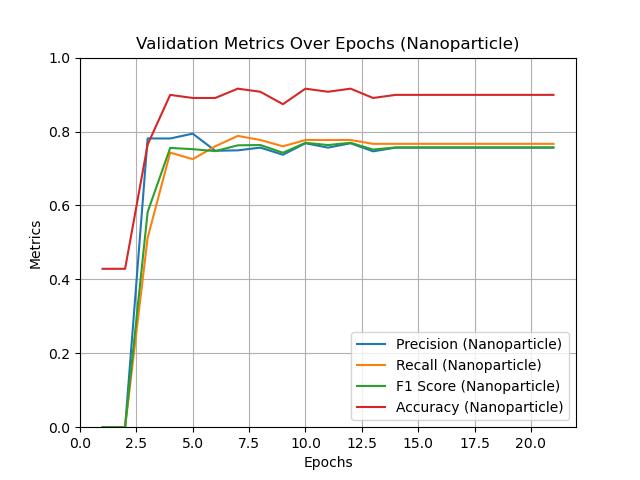 Validation Metrics Over Epochs (Nanoparticle)
1.0
0.8
0.6
0.4
0.2
0.0
Metrics
Precision (Nanoparticle)
Recall (Nanoparticle)
F1 Score (Nanoparticle)
Accuracy (Nanoparticle)
0.0 2.5 5.0 7.5 10.0 12.5 15.0 17.5 20.0
Epochs